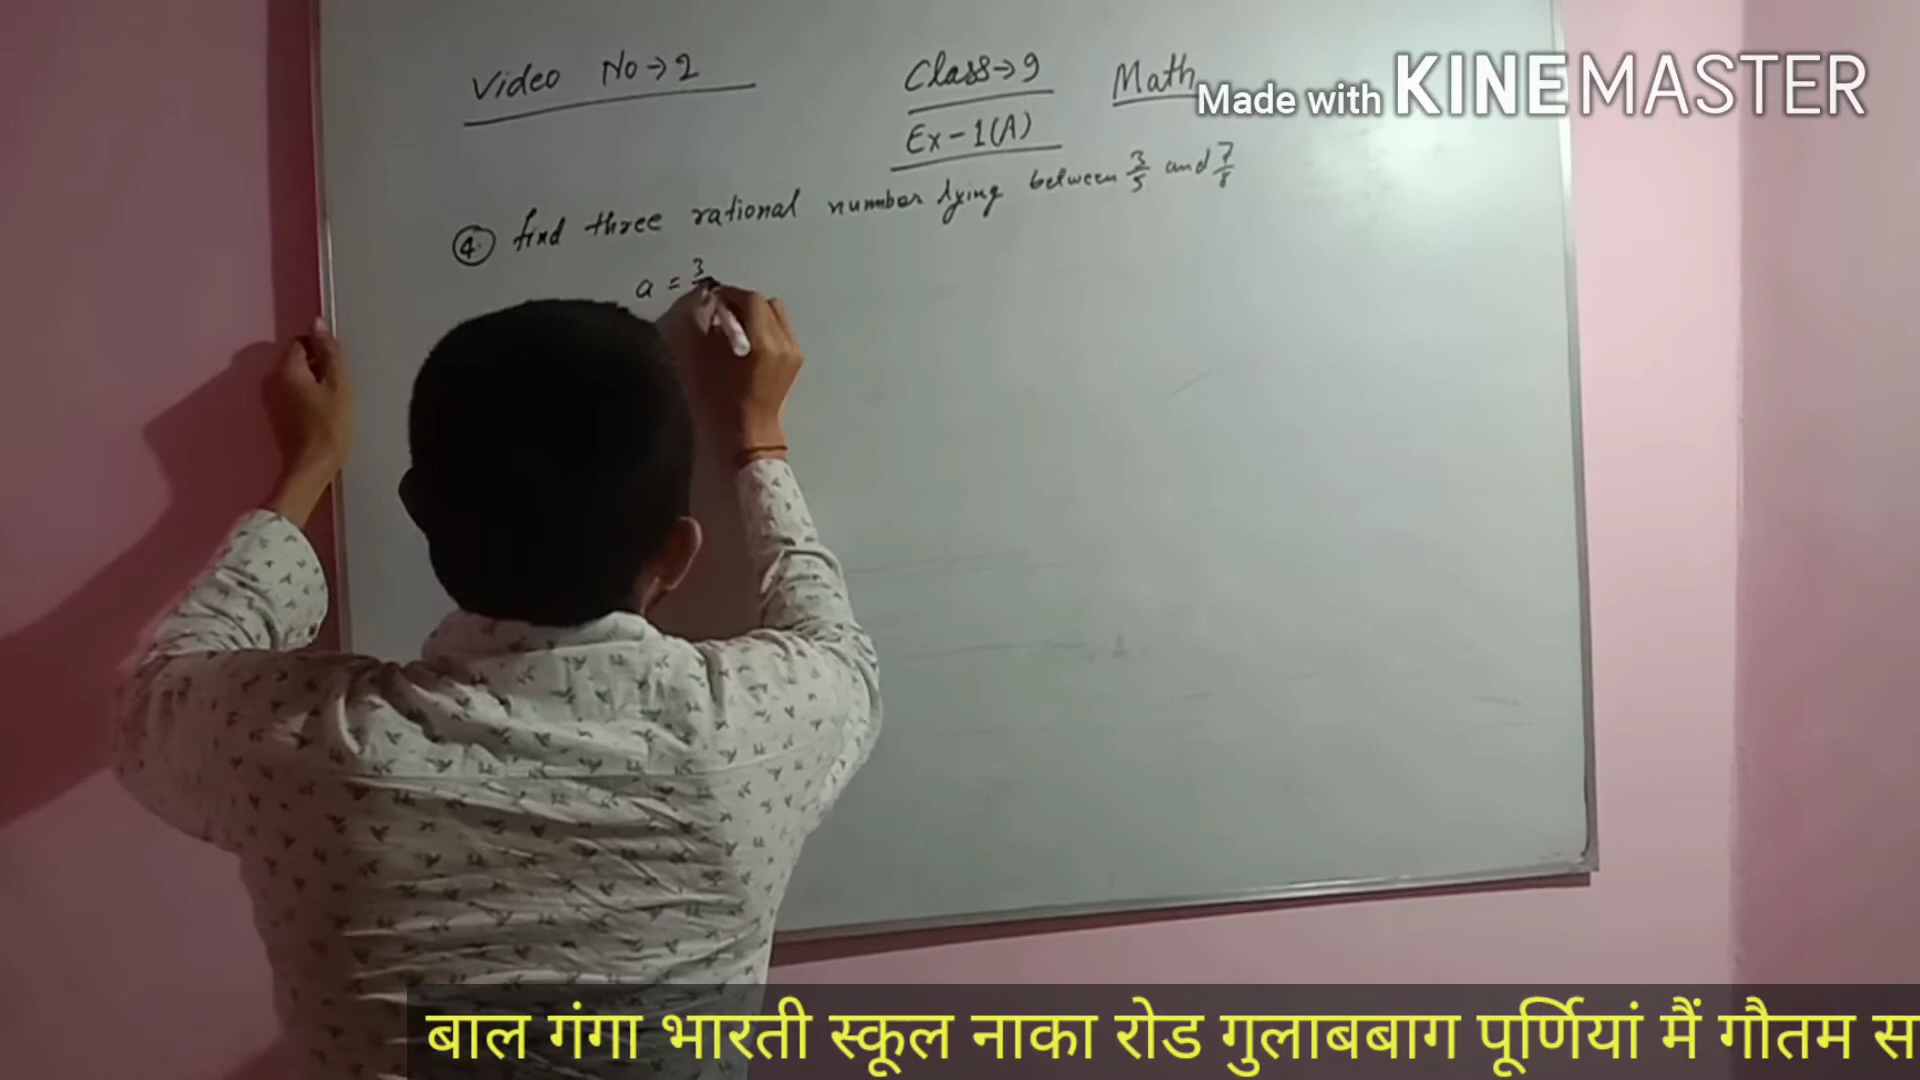 Video No→2
Class→9 Math
Made with KINEMASTER
Ex-1(A)
④ find three rational number lying between 3/5 and 7/8
a = 3
बाल गंगा भारती स्कूल नाका रोड गुलाबबाग पूर्णियां मैं गौतम स